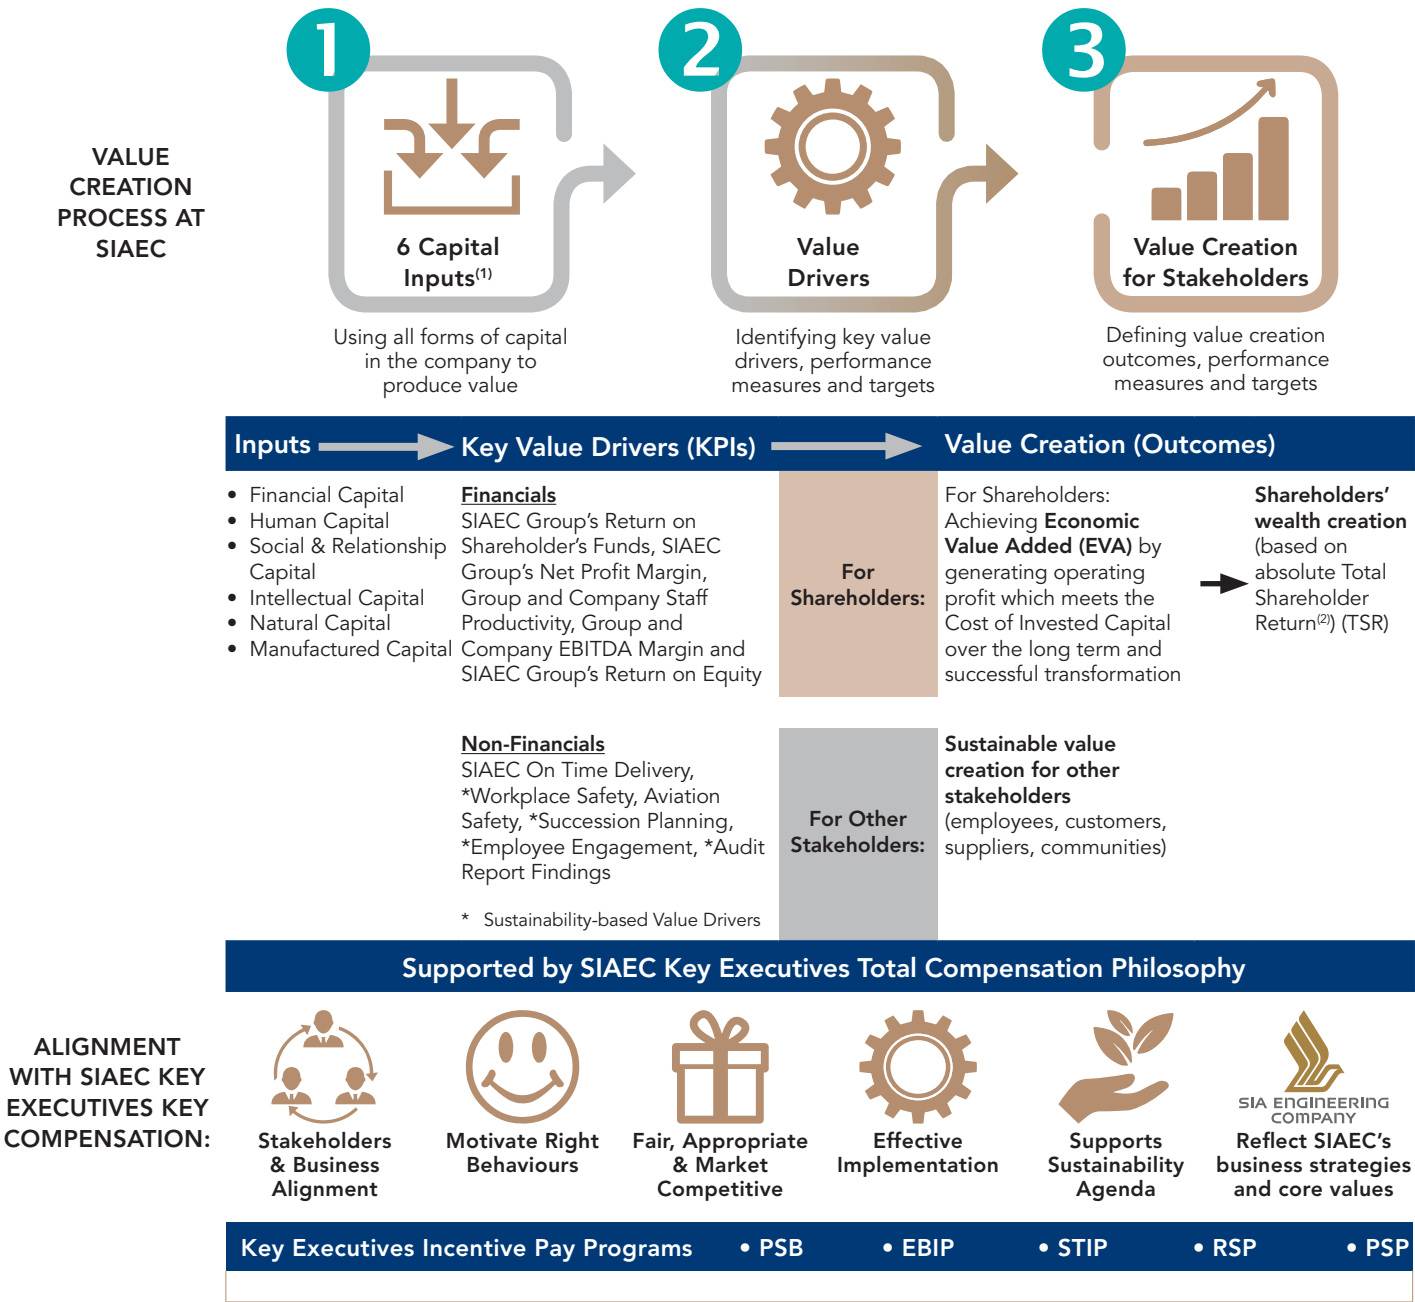 1
2
3
VALUE
CREATION
PROCESS AT
SIAEC
6 Capital
Inputs(1)
Value
Drivers
Value Creation
for Stakeholders
Using all forms of capital
in the company to
produce value
Identifying key value
drivers, performance
measures and targets
Defining value creation
outcomes, performance
measures and targets
Inputs
Key Value Drivers (KPIs)
Value Creation (Outcomes)
• Financial Capital
• Human Capital
• Social & Relationship
Capital
• Intellectual Capital
• Natural Capital
• Manufactured Capital
Financials
SIAEC Group's Return on
Shareholder's Funds, SIAEC
Group's Net Profit Margin,
Group and Company Staff
Productivity, Group and
Company EBITDA Margin and
SIAEC Group's Return on Equity
For
Shareholders:
For Shareholders:
Achieving Economic
Value Added (EVA) by
generating operating
profit which meets the
Cost of Invested Capital
over the long term and
successful transformation
Shareholders'
wealth creation
(based on
absolute Total
Shareholder
Return(2)) (TSR)
Non-Financials
SIAEC On Time Delivery,
*Workplace Safety, Aviation
Safety, *Succession Planning,
*Employee Engagement, *Audit
Report Findings
* Sustainability-based Value Drivers
For Other
Stakeholders:
Sustainable value
creation for other
stakeholders
(employees, customers,
suppliers, communities)
Supported by SIAEC Key Executives Total Compensation Philosophy
ALIGNMENT
WITH SIAEC KEY
EXECUTIVES KEY
COMPENSATION:
Stakeholders
& Business
Alignment
Motivate Right
Behaviours
Fair, Appropriate
& Market
Competitive
Effective
Implementation
Supports
Sustainability
Agenda
SIA ENGINEERING
COMPANY
Reflect SIAEC's
business strategies
and core values
Key Executives Incentive Pay Programs • PSB • EBIP • STIP • RSP • PSP